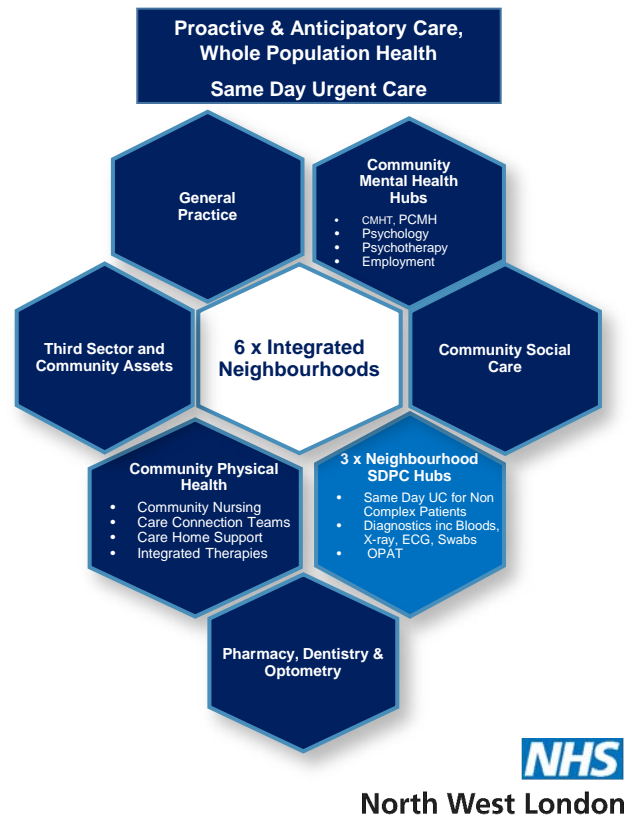 Proactive & Anticipatory Care,
Whole Population Health
Same Day Urgent Care
General
Practice
Community
Mental Health
Hubs
• CMHT, PCMH
• Psychology
• Psychotherapy
• Employment
Third Sector and
Community Assets
6 x Integrated
Neighbourhoods
Community Social
Care
Community Physical
Health
• Community Nursing
• Care Connection Teams
• Care Home Support
• Integrated Therapies
3 x Neighbourhood
SDPC Hubs
• Same Day UC for Non
Complex Patients
• Diagnostics inc Bloods,
X-ray, ECG, Swabs
• OPAT
Pharmacy, Dentistry &
Optometry
NHS
North West London